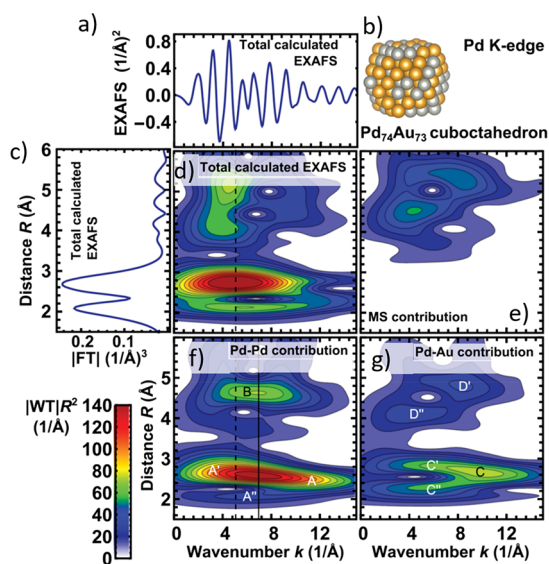 a)
EXAFS (1/Å)²
0.8
0.4
0.0
−0.4
Total calculated
EXAFS
b)
Pd K-edge
Pd74Au73 cuboctahedron
c)
Distance R (Å)
6
5
4
3
2
Total calculated
EXAFS
0.2
0.1
|FT| (1/Å)³
d)
Total calculated EXAFS
MS contribution
e)
|WT|R²
(1/Å)
140
120
100
80
60
40
20
0
f)
Pd-Pd contribution
Distance R (Å)
5
4
3
2
B
A'
A
A''
0
4
8
12
Wavenumber k (1/Å)
g)
Pd-Au contribution
D'
D''
C'
C
C''
0
4
8
12
Wavenumber k (1/Å)